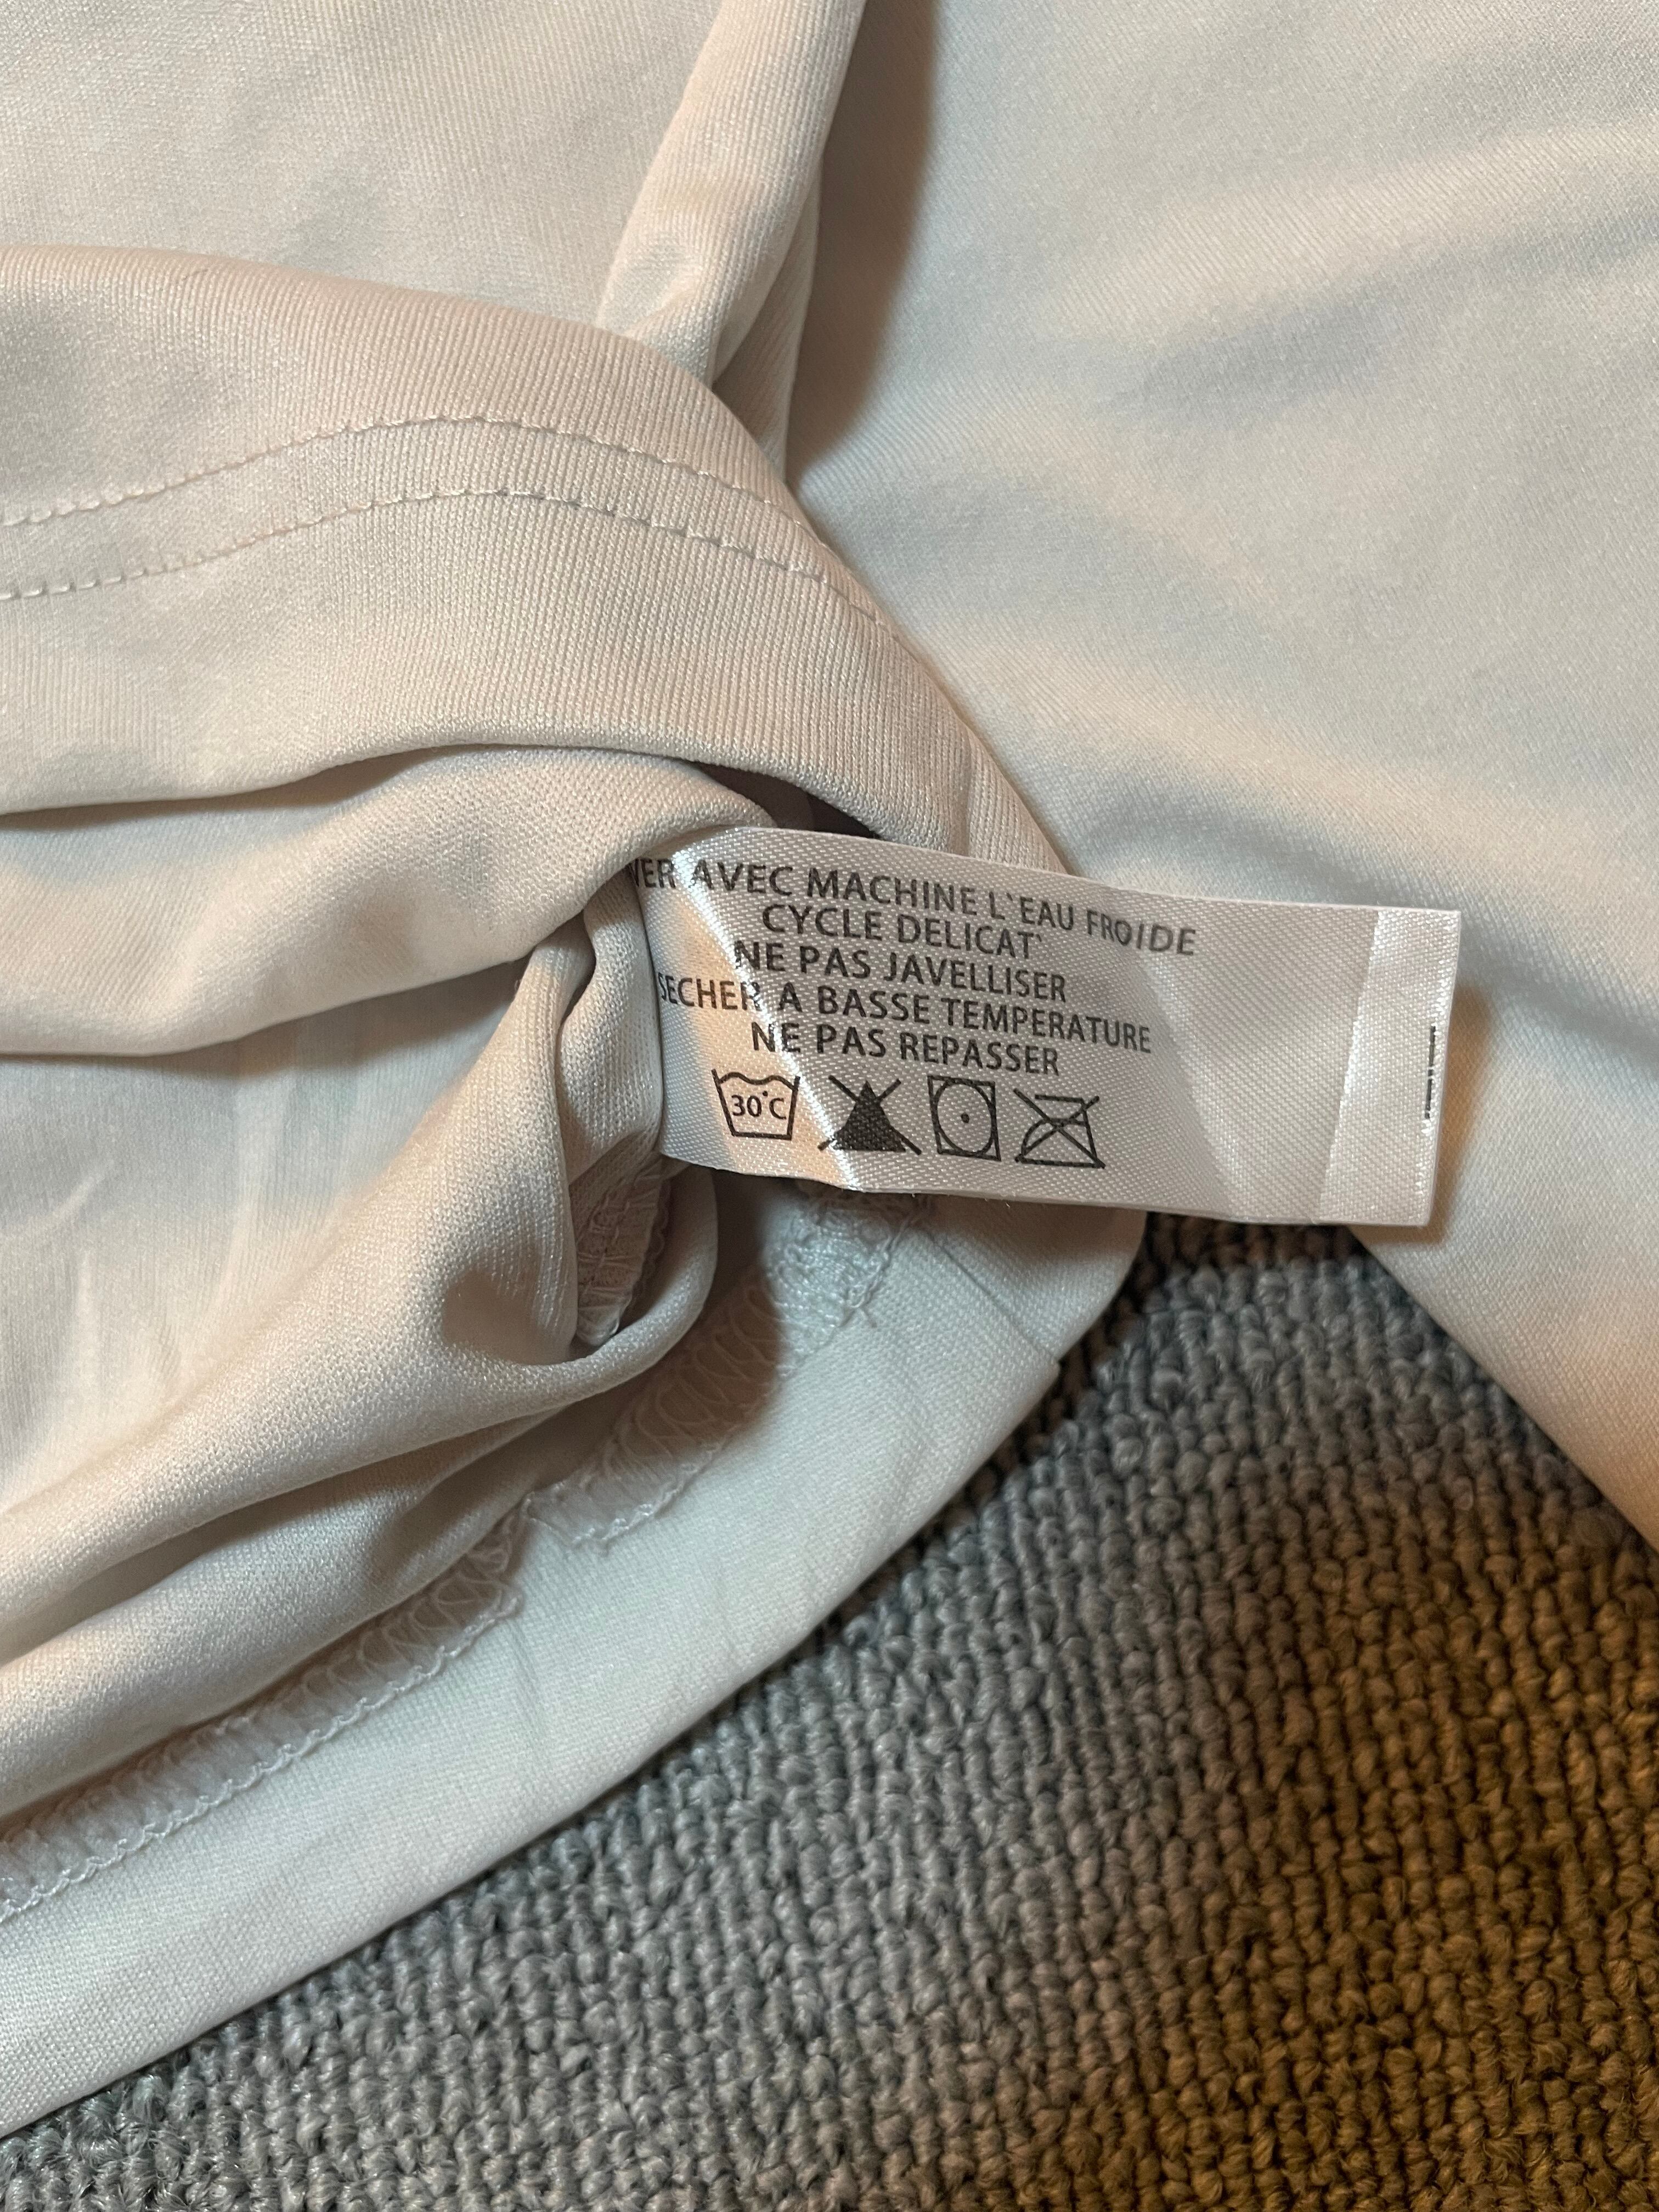 VER AVEC MACHINE L`EAU FROIDE
CYCLE DELICAT`
NE PAS JAVELLISER
SECHER A BASSE TEMPERATURE
NE PAS REPASSER
30°C